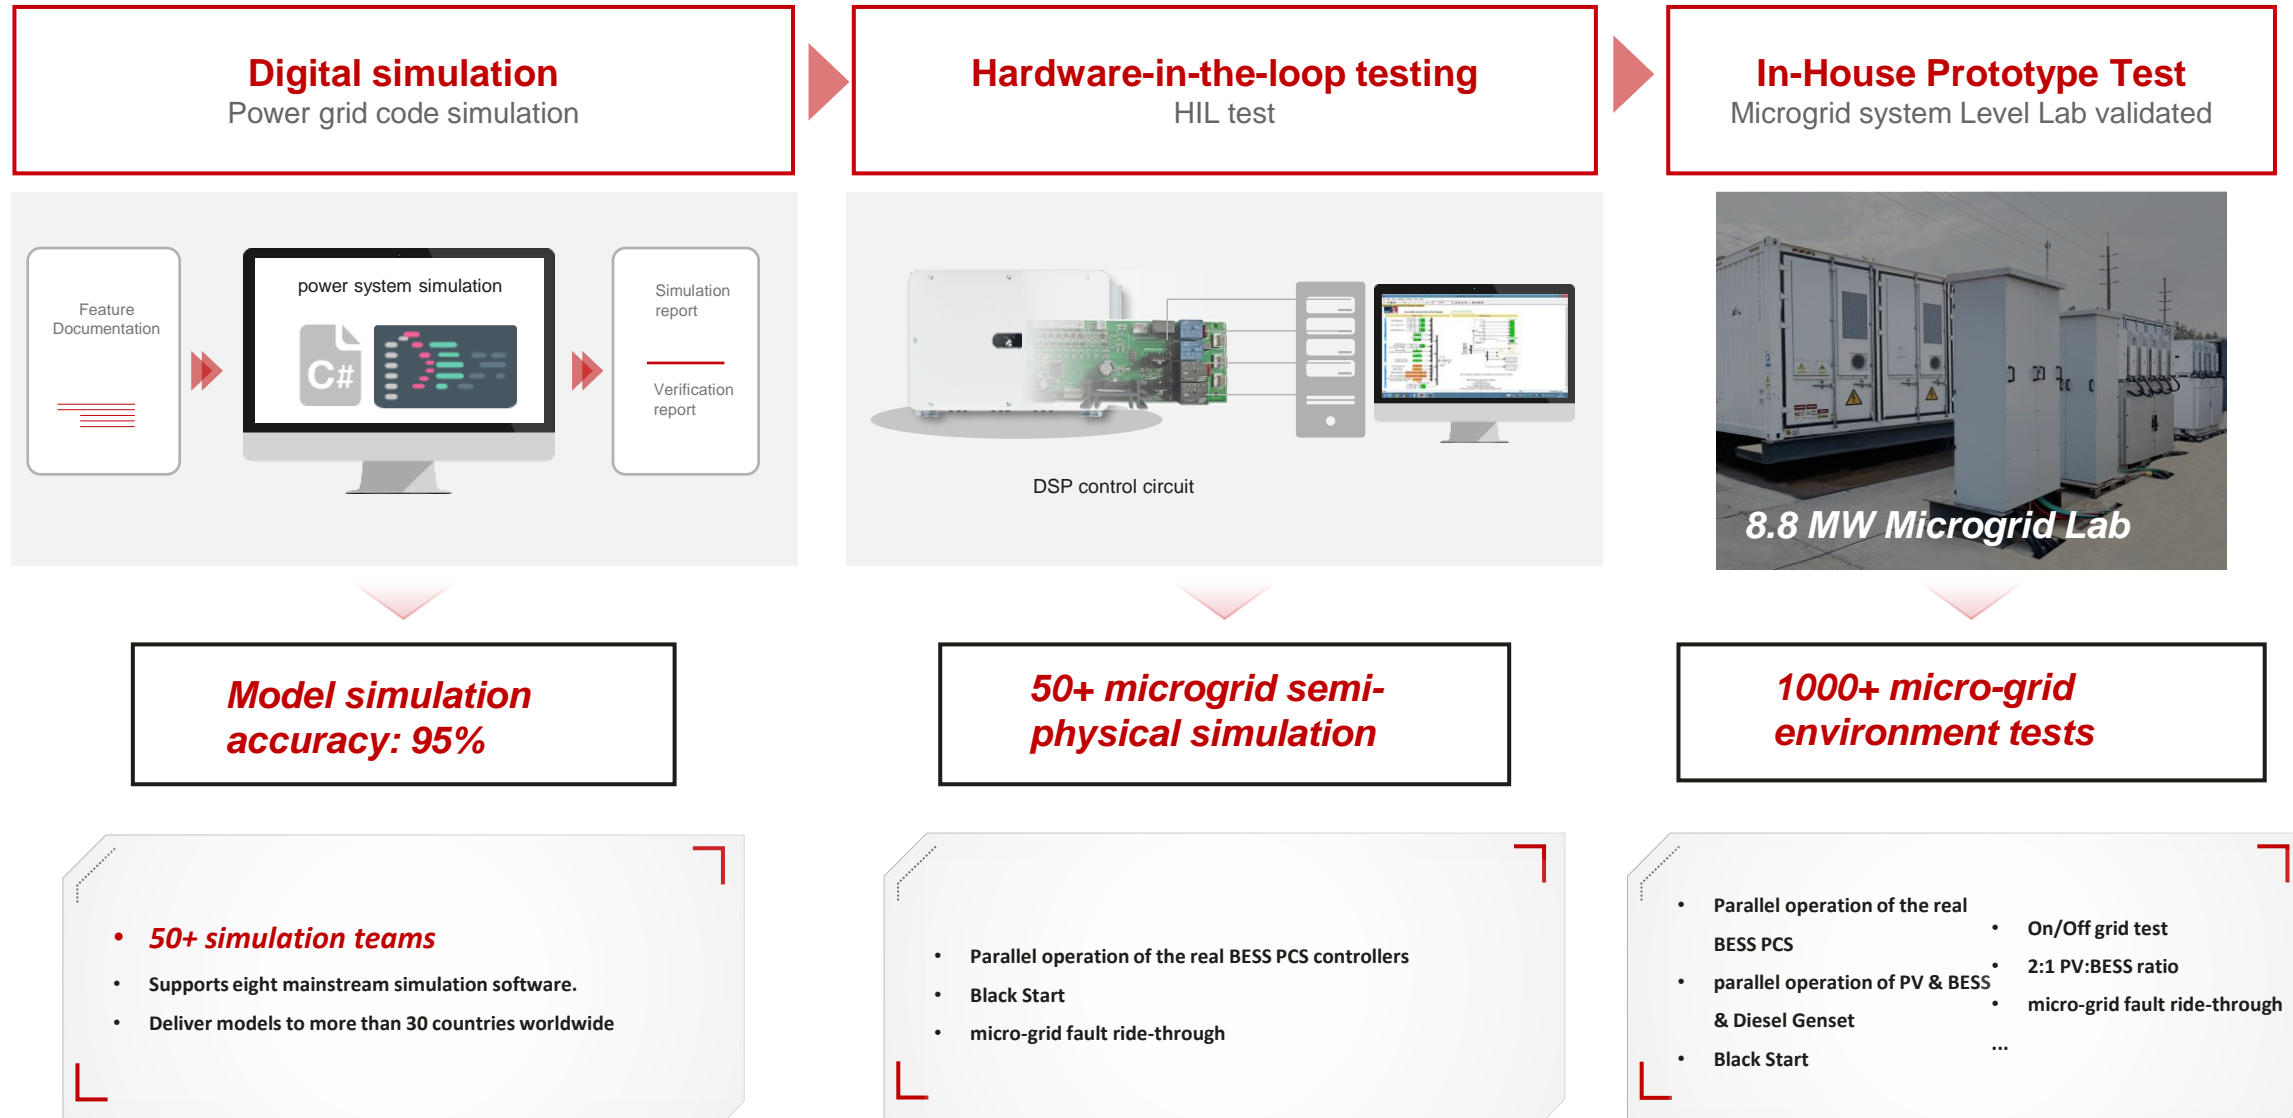 Digital simulation
Power grid code simulation
Hardware-in-the-loop testing
HIL test
In-House Prototype Test
Microgrid system Level Lab validated
Feature
Documentation
power system simulation
C#
Simulation
report
Verification
report
DSP control circuit
8.8 MW Microgrid Lab
Model simulation
accuracy: 95%
50+ microgrid semi-
physical simulation
1000+ micro-grid
environment tests
• 50+ simulation teams
• Supports eight mainstream simulation software.
• Deliver models to more than 30 countries worldwide
• Parallel operation of the real BESS PCS controllers
• Black Start
• micro-grid fault ride-through
• Parallel operation of the real
BESS PCS
• parallel operation of PV & BESS
& Diesel Genset
• Black Start
• On/Off grid test
• 2:1 PV:BESS ratio
• micro-grid fault ride-through
...